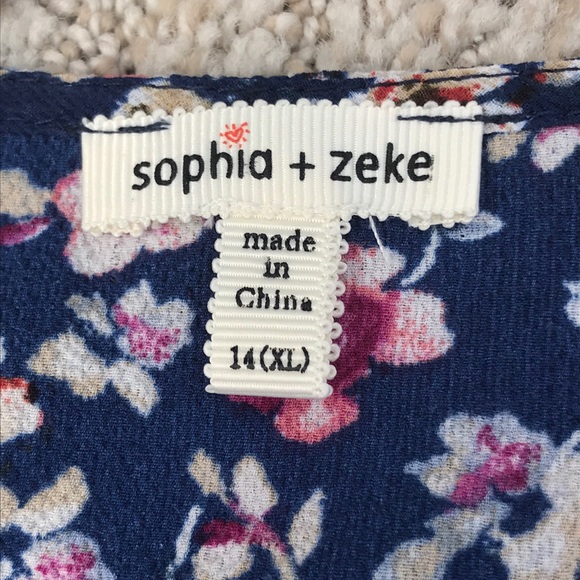 sophia + zeke
made
in
China
14(XL)